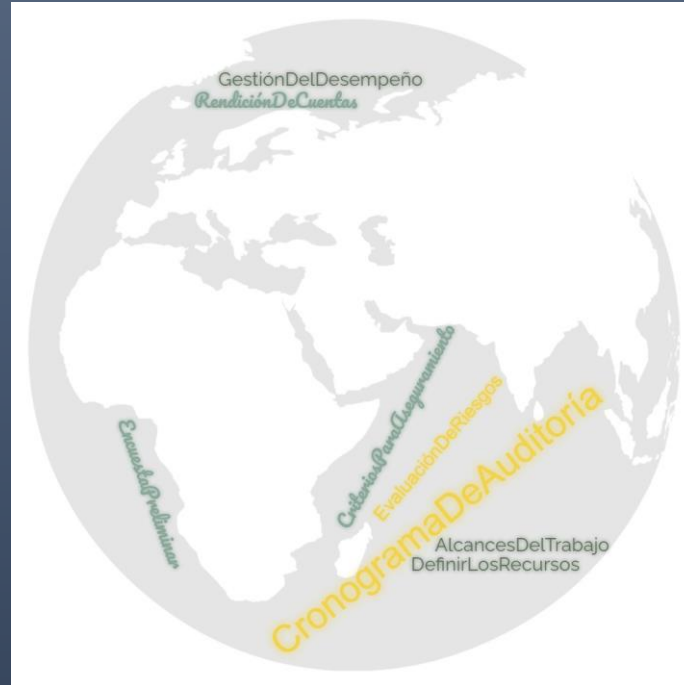 GestiónDelDesempeño
RendiciónDeCuentas
EncuestaPreliminar
CriteriosParaAseguramiento
EvaluaciónDeRiesgos
CronogramaDeAuditoría
AlcancesDelTrabajo
DefinirLosRecursos